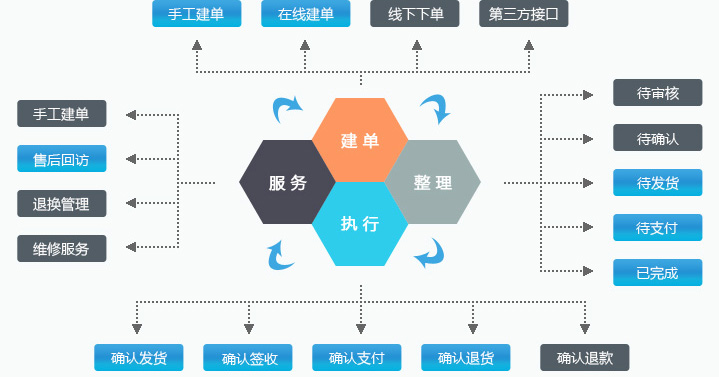 手工建单
在线建单
线下下单
第三方接口
手工建单
售后回访
退换管理
维修服务
建单
服务
整理
执行
待审核
待确认
待发货
待支付
已完成
确认发货
确认签收
确认支付
确认退货
确认退款